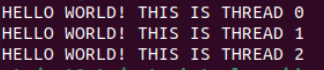 HELLO WORLD! THIS IS THREAD 0
HELLO WORLD! THIS IS THREAD 1
HELLO WORLD! THIS IS THREAD 2